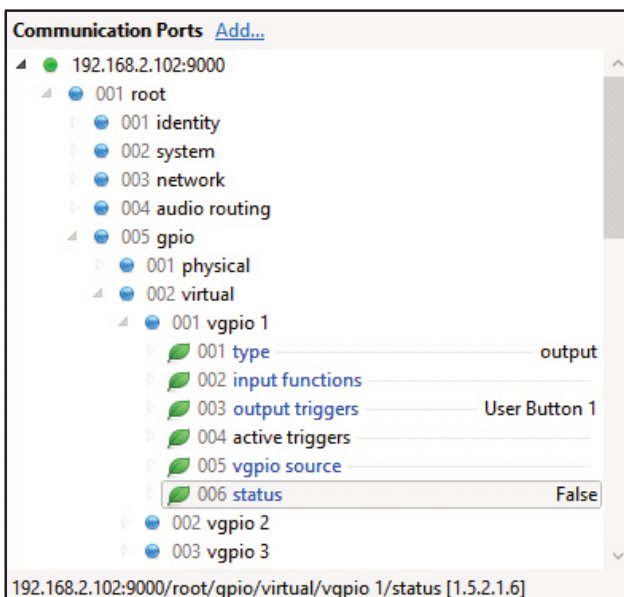 Communication Ports Add...
192.168.2.102:9000
001 root
001 identity
002 system
003 network
004 audio routing
005 gpio
001 physical
002 virtual
001 vgpio 1
001 type output
002 input functions
003 output triggers User Button 1
004 active triggers
005 vgpio source
006 status False
002 vgpio 2
003 vgpio 3
192.168.2.102:9000/root/gpio/virtual/vgpio 1/status [1.5.2.1.6]